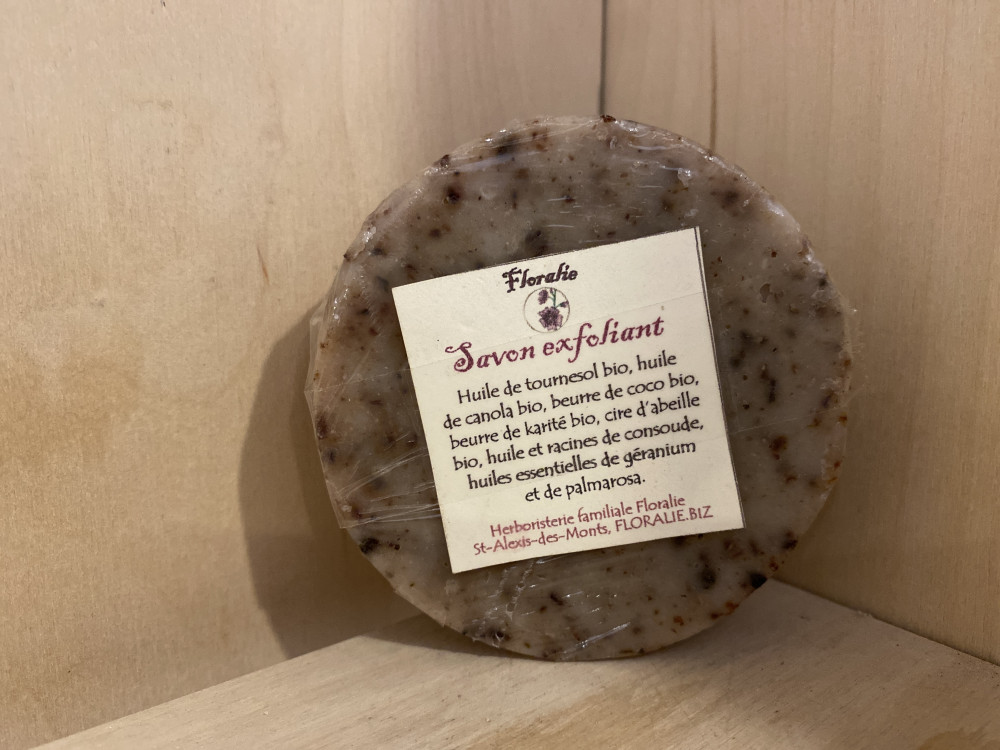 Floralie
Savon exfoliant
Huile de tournesol bio, huile
de canola bio, beurre de coco bio,
beurre de karité bio, cire d'abeille
bio, huile et racines de consoude,
huiles essentielles de géranium
et de palmarosa.
Herboristerie familiale Floralie
St-Alexis-des-Monts, FLORALIE.BIZ